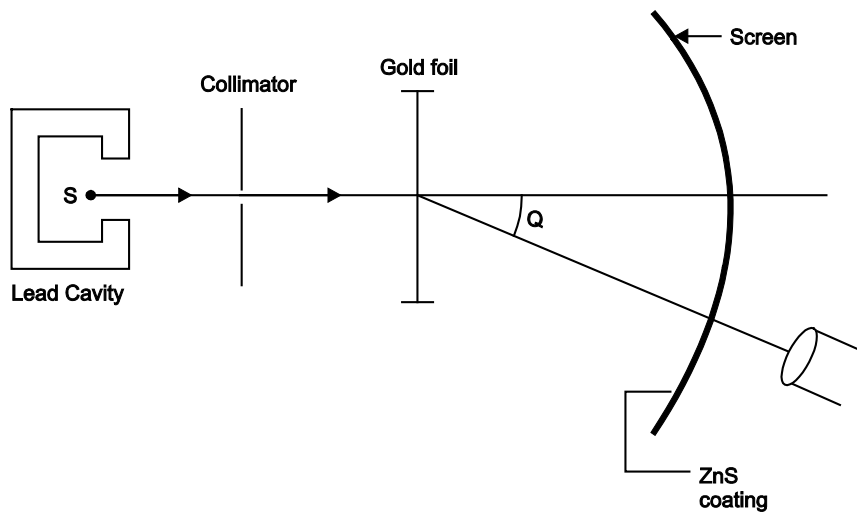 Screen
Gold foil
Collimator
S
Q
Lead Cavity
ZnS
coating